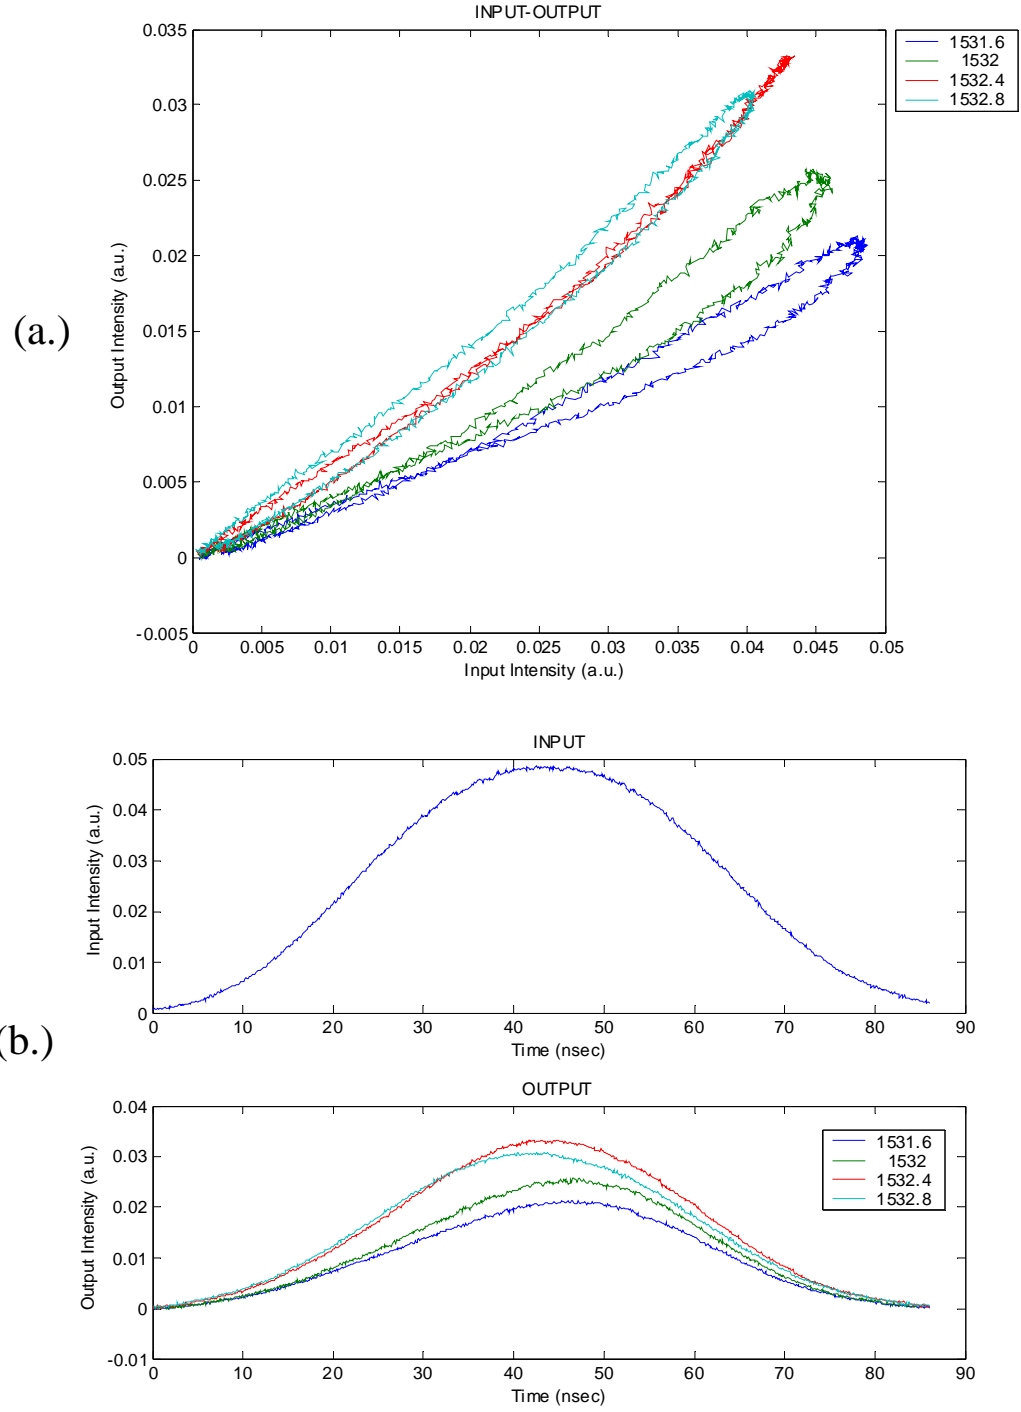 INPUT-OUTPUT
0.035
0.03
0.025
0.02
0.015
0.01
0.005
0
-0.005
Output Intensity (a.u.)
0 0.005 0.01 0.015 0.02 0.025 0.03 0.035 0.04 0.045 0.05
Input Intensity (a.u.)
1531.6
1532
1532.4
1532.8
(a.)
INPUT
0.05
0.04
0.03
0.02
0.01
0
Input Intensity (a.u.)
0 10 20 30 40 50 60 70 80 90
Time (nsec)
(b.)
OUTPUT
0.04
0.03
0.02
0.01
0
-0.01
Output Intensity (a.u.)
1531.6
1532
1532.4
1532.8
0 10 20 30 40 50 60 70 80 90
Time (nsec)